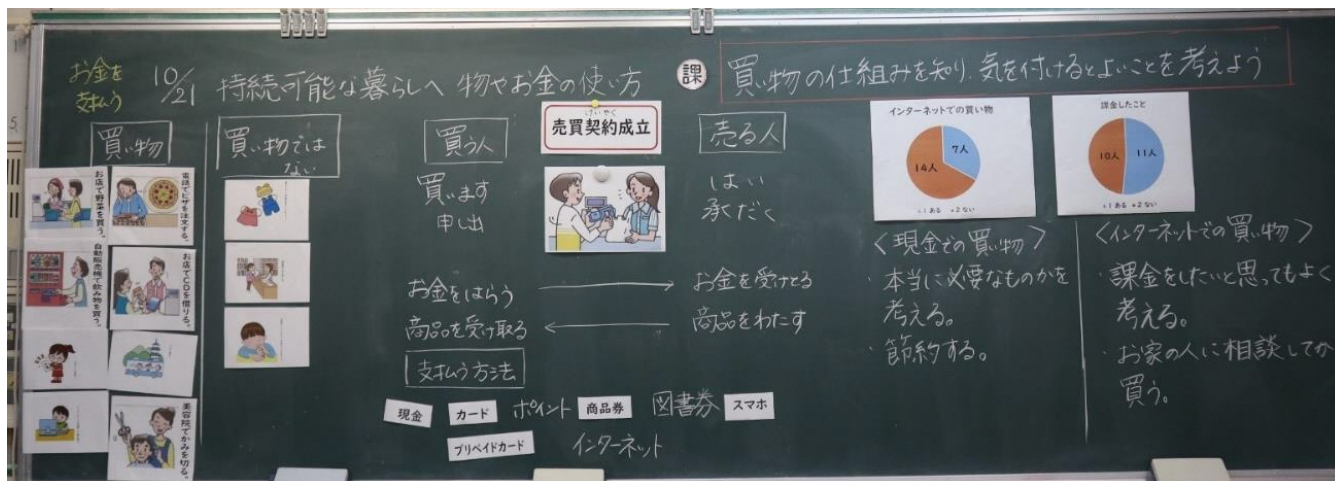 お金を
支払う
10/21 持続可能な暮らしへ 物やお金の使い方
課
買い物の仕組みを知り、気を付けるとよいことを考えよう
買い物
お店で野菜を買う。
電話でピザを注文する。
自動販売機で飲み物を買う。
お店でCDを借りる。
美容院でかみを切る。
買い物では
ない
買う人
買います
申し出
けいやく
売買契約成立
売る人
はい
承だく
お金をはらう
お金を受けとる
商品を受け取る
商品をわたす
支払う方法
現金
カード
ポイント
商品券
図書券
スマホ
プリペイドカード
インターネット
インターネットでの買い物
7人
14人
1 ある 2 ない
課金したこと
10人
11人
1 ある 2 ない
<現金での買い物>
・本当に必要なものかを
考える。
・節約する。
<インターネットでの買い物>
・課金をしたいと思ってもよく
考える。
・お家の人に相談してか
買う。